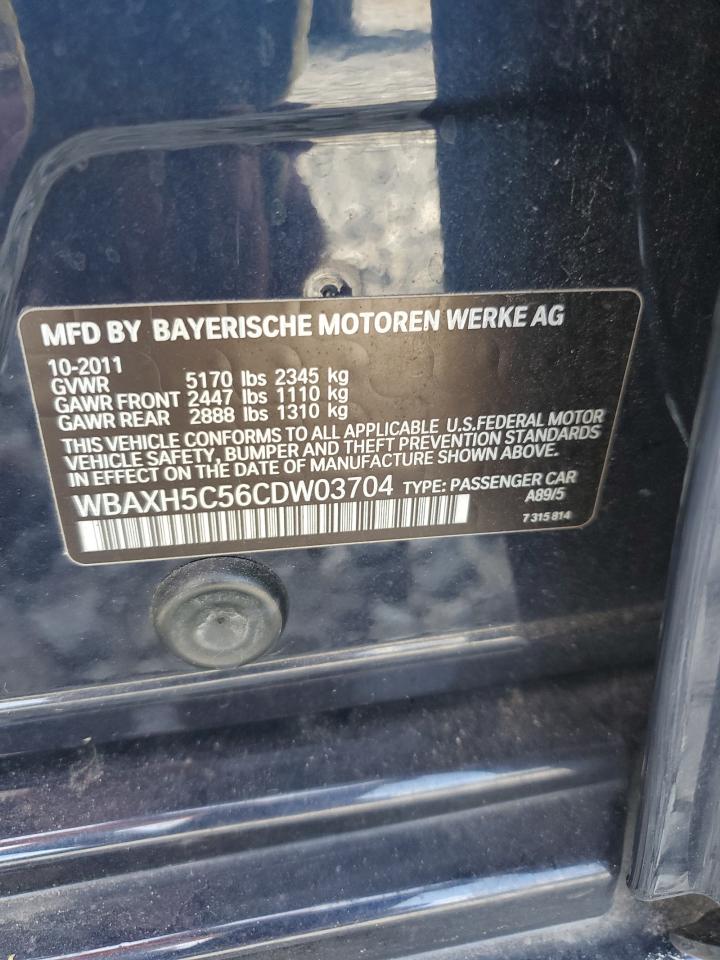 MFD BY BAYERISCHE MOTOREN WERKE AG
10-2011
GVWR 5170 lbs 2345 kg
GAWR FRONT 2447 lbs 1110 kg
GAWR REAR 2888 lbs 1310 kg
THIS VEHICLE CONFORMS TO ALL APPLICABLE U.S.FEDERAL MOTOR
VEHICLE SAFETY, BUMPER AND THEFT PREVENTION STANDARDS
IN EFFECT ON THE DATE OF MANUFACTURE SHOWN ABOVE.
WBAXH5C56CDW03704 TYPE: PASSENGER CAR
A89/5
7 315 814